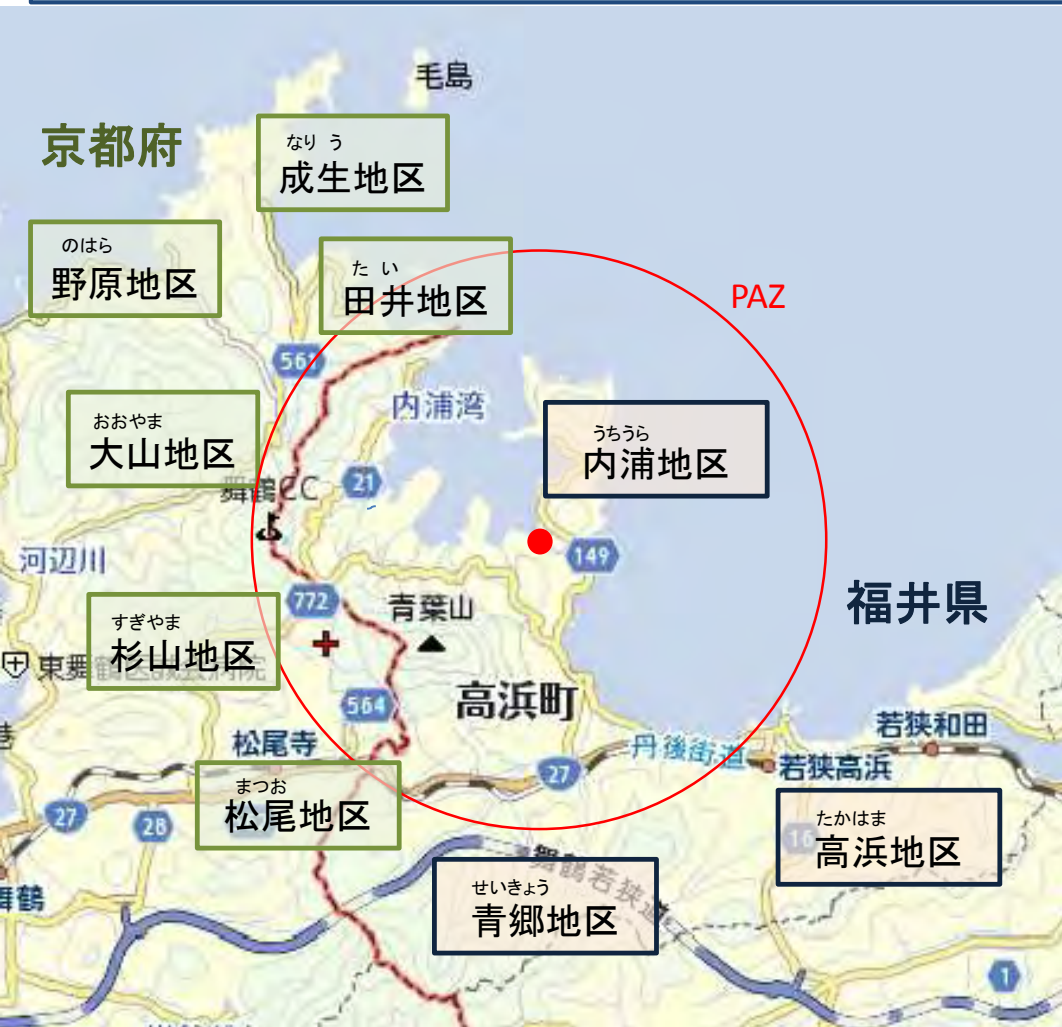 毛島
京都府
なり う
成生地区
のはら
野原地区
た い
田井地区
PAZ
561
内浦湾
おおやま
大山地区
うちうら
内浦地区
舞鶴CC
21
河辺川
149
772
青葉山
福井県
すぎやま
杉山地区
東舞鶴
564
高浜町
松尾寺
丹後街道
若狭和田
若狭高浜
27
まつお
松尾地区
27
28
たかはま
16
高浜地区
舞鶴若狭道
せいきょう
青郷地区
舞鶴
1